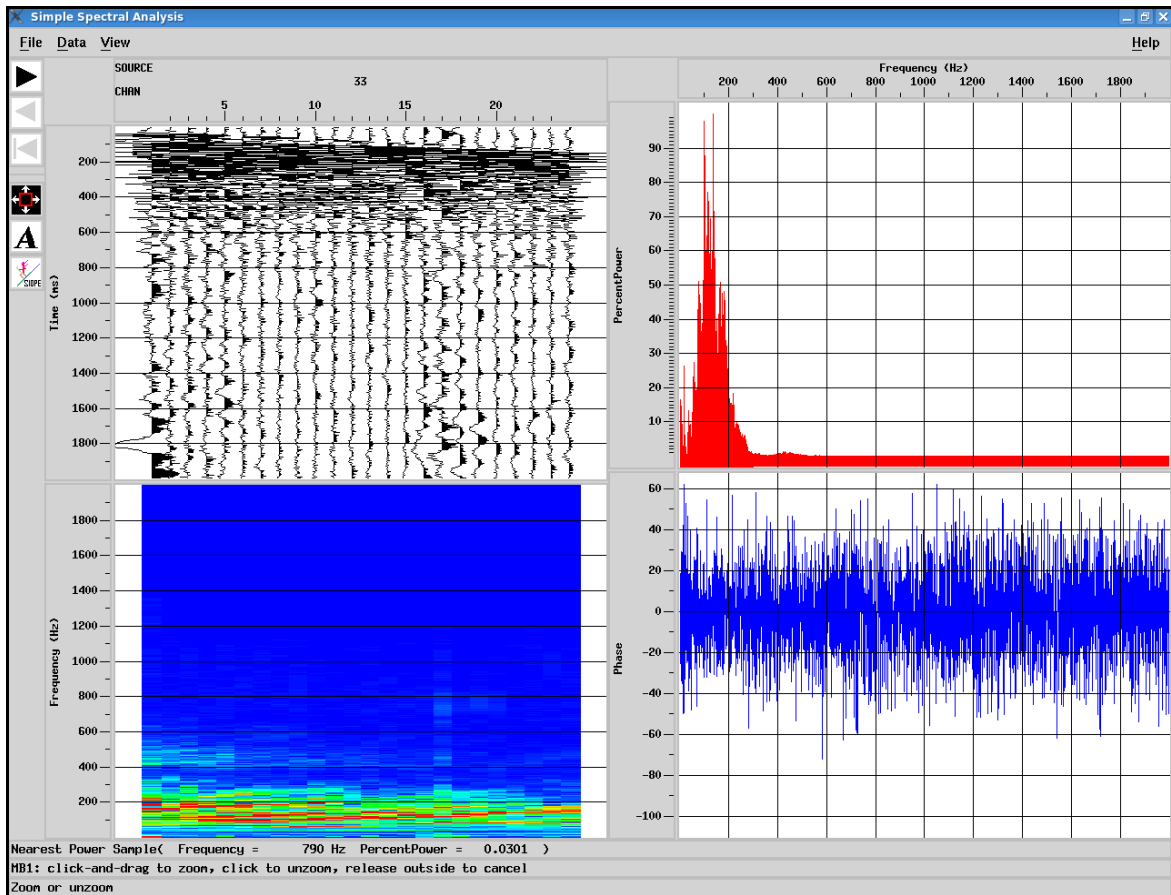 Simple Spectral Analysis
File Data View Help
SOURCE
33
CHAN
5 10 15 20
Time (ms)
200
400
600
800
1000
1200
1400
1600
1800
Frequency (Hz)
1800
1600
1400
1200
1000
800
600
400
200
Frequency (Hz)
200 400 600 800 1000 1200 1400 1600 1800
PercentPower
90
80
70
60
50
40
30
20
10
Phase
60
40
20
0
-20
-40
-60
-80
-100
A
SLOPE
Nearest Power Sample( Frequency = 790 Hz PercentPower = 0.0301 )
MB1: click-and-drag to zoom, click to unzoom, release outside to cancel
Zoom or unzoom